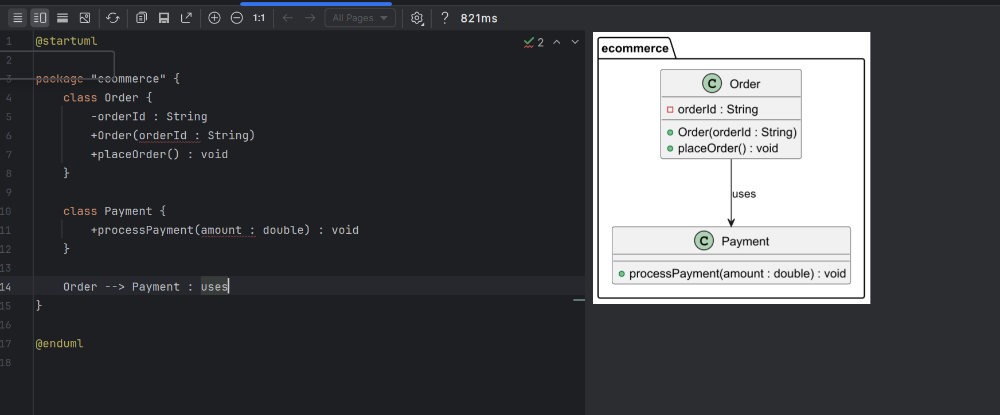 1:1
All Pages
?
821ms
1 @startuml
2
3 package "ecommerce" {
4 class Order {
5 -orderId : String
6 +Order(orderId : String)
7 +placeOrder() : void
8 }
9
10 class Payment {
11 +processPayment(amount : double) : void
12 }
13
14 Order --> Payment : uses
15 }
16
17 @enduml
18
2
ecommerce
C Order
orderId : String
Order(orderId : String)
placeOrder() : void
uses
C Payment
processPayment(amount : double) : void